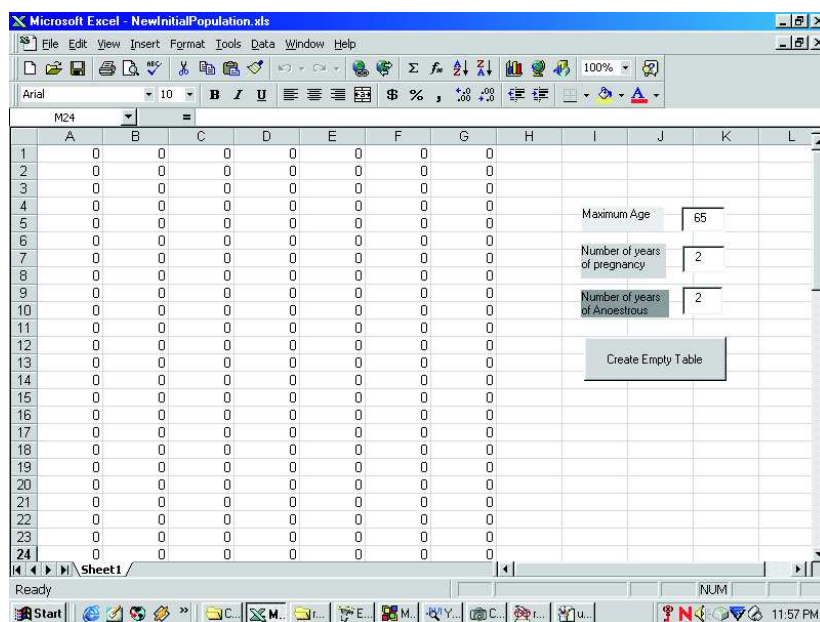 Microsoft Excel - NewInitialPopulation.xls
File Edit View Insert Format Tools Data Window Help
100%
Arial 10 B I U $ % ,
M24 =
A B C D E F G H I J K L
1 0 0 0 0 0 0 0
2 0 0 0 0 0 0 0
3 0 0 0 0 0 0 0
4 0 0 0 0 0 0 0
5 0 0 0 0 0 0 0
6 0 0 0 0 0 0 0
7 0 0 0 0 0 0 0
8 0 0 0 0 0 0 0
9 0 0 0 0 0 0 0
10 0 0 0 0 0 0 0
11 0 0 0 0 0 0 0
12 0 0 0 0 0 0 0
13 0 0 0 0 0 0 0
14 0 0 0 0 0 0 0
15 0 0 0 0 0 0 0
16 0 0 0 0 0 0 0
17 0 0 0 0 0 0 0
18 0 0 0 0 0 0 0
19 0 0 0 0 0 0 0
20 0 0 0 0 0 0 0
21 0 0 0 0 0 0 0
22 0 0 0 0 0 0 0
23 0 0 0 0 0 0 0
24 0 0 0 0 0 0 0
Maximum Age 65
Number of years
of pregnancy
2
Number of years
of Anoestrous
2
Create Empty Table
Sheet1
Ready NUM
Start » C... M.. r... E... M.. Y... C... r... u... 11:57 PM